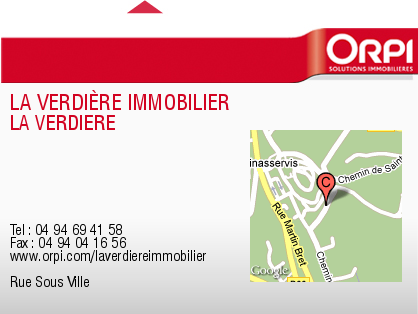 ORPI
SOLUTIONS IMMOBILIÈRES
LA VERDIÈRE IMMOBILIER
LA VERDIERE
inasservis
Chemin de Saint
C
Rue Martin Bret
Chemin
Google
Tel : 04 94 69 41 58
Fax : 04 94 04 16 56
www.orpi.com/laverdiereimmobilier
Rue Sous Ville